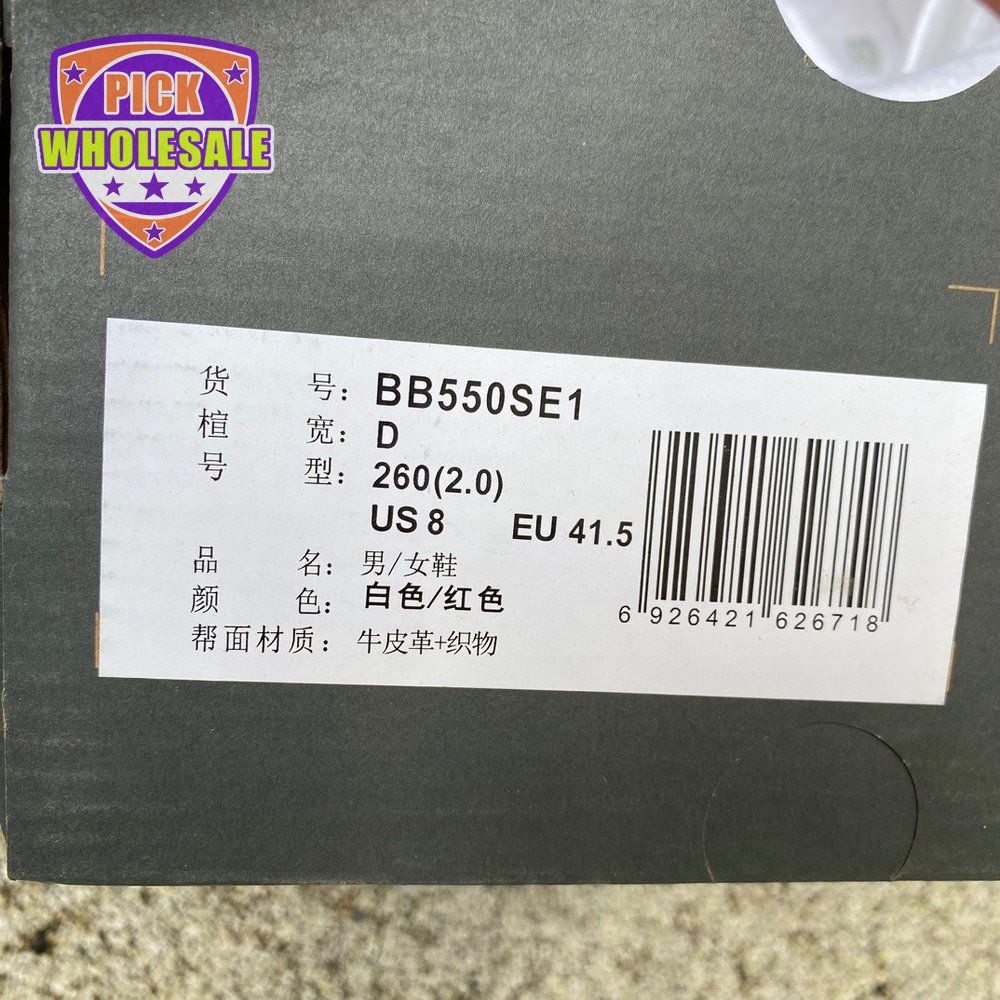 PICK
WHOLESALE
货 号: BB550SE1
楦 宽: D
号 型: 260(2.0)
US 8 EU 41.5
品 名: 男/女鞋
颜 色: 白色/红色
帮面材质: 牛皮革+织物
6 926421 626718